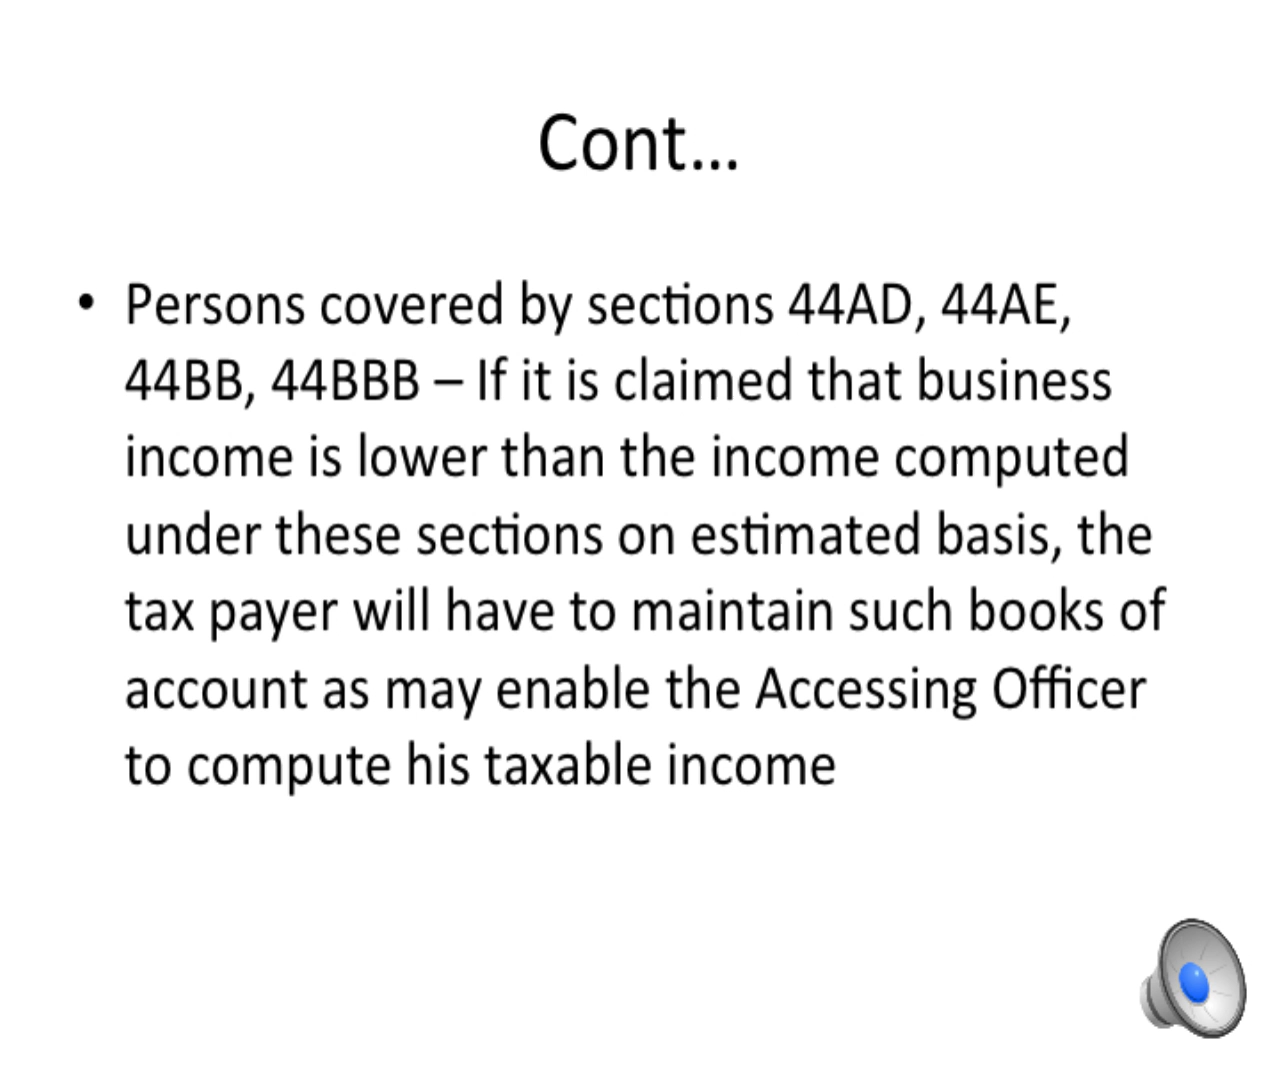 Cont...
• Persons covered by sections 44AD, 44AE,
44BB, 44BBB – If it is claimed that business
income is lower than the income computed
under these sections on estimated basis, the
tax payer will have to maintain such books of
account as may enable the Accessing Officer
to compute his taxable income